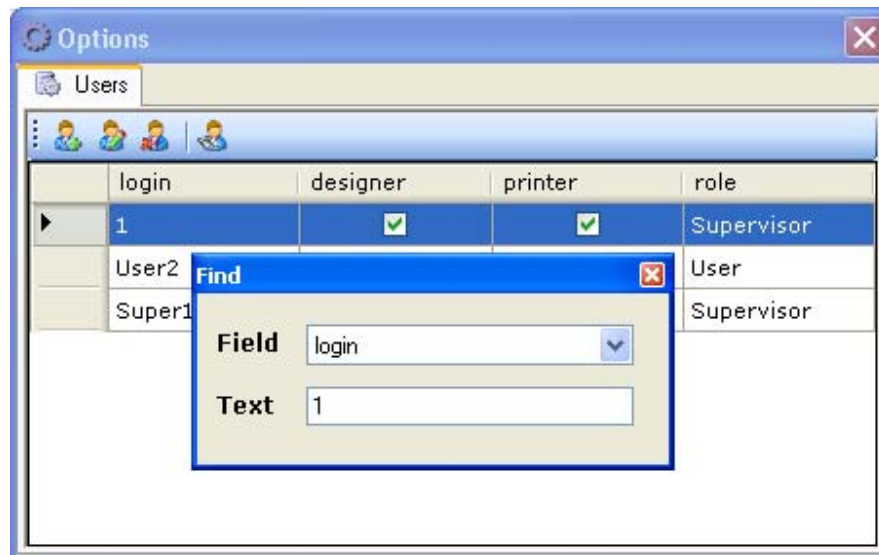 Options
Users
login designer printer role
1 Supervisor
User2 User
Super1 Supervisor
Find
Field login
Text 1